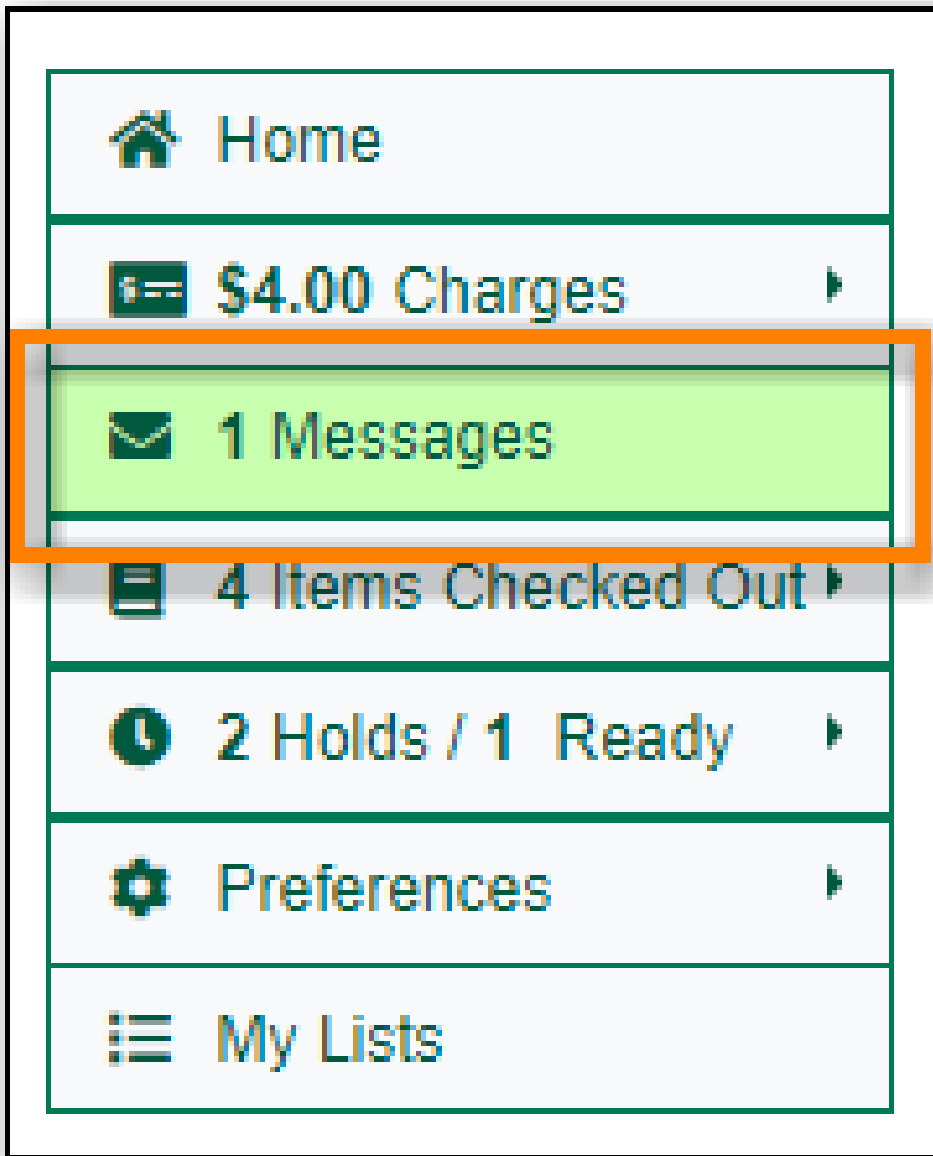 Home
$4.00 Charges
1 Messages
4 Items Checked Out
2 Holds / 1 Ready
Preferences
My Lists